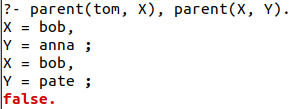 ?- parent(tom, X), parent(X, Y).
X = bob,
Y = anna ;
X = bob,
Y = pate ;
false.